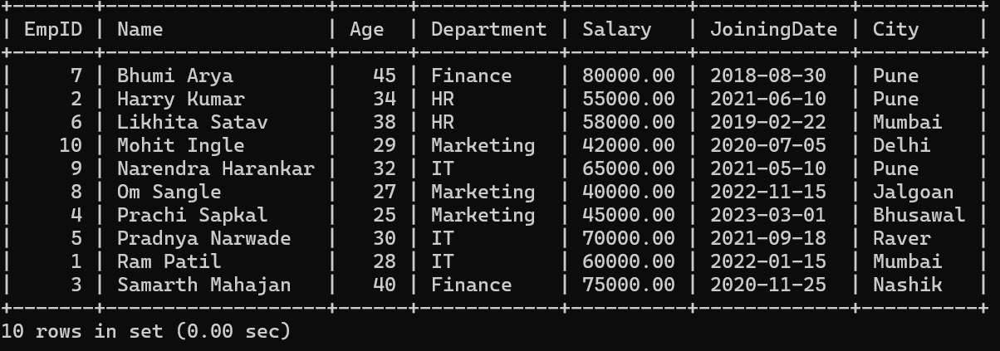 | EmpID | Name              | Age  | Department | Salary   | JoiningDate | City     |
|     7 | Bhumi Arya        |   45 | Finance    | 80000.00 | 2018-08-30  | Pune     |
|     2 | Harry Kumar       |   34 | HR         | 55000.00 | 2021-06-10  | Pune     |
|     6 | Likhita Satav     |   38 | HR         | 58000.00 | 2019-02-22  | Mumbai   |
|    10 | Mohit Ingle       |   29 | Marketing  | 42000.00 | 2020-07-05  | Delhi    |
|     9 | Narendra Harankar |   32 | IT         | 65000.00 | 2021-05-10  | Pune     |
|     8 | Om Sangle         |   27 | Marketing  | 40000.00 | 2022-11-15  | Jalgoan  |
|     4 | Prachi Sapkal     |   25 | Marketing  | 45000.00 | 2023-03-01  | Bhusawal |
|     5 | Pradnya Narwade   |   30 | IT         | 70000.00 | 2021-09-18  | Raver    |
|     1 | Ram Patil         |   28 | IT         | 60000.00 | 2022-01-15  | Mumbai   |
|     3 | Samarth Mahajan   |   40 | Finance    | 75000.00 | 2020-11-25  | Nashik   |
10 rows in set (0.00 sec)